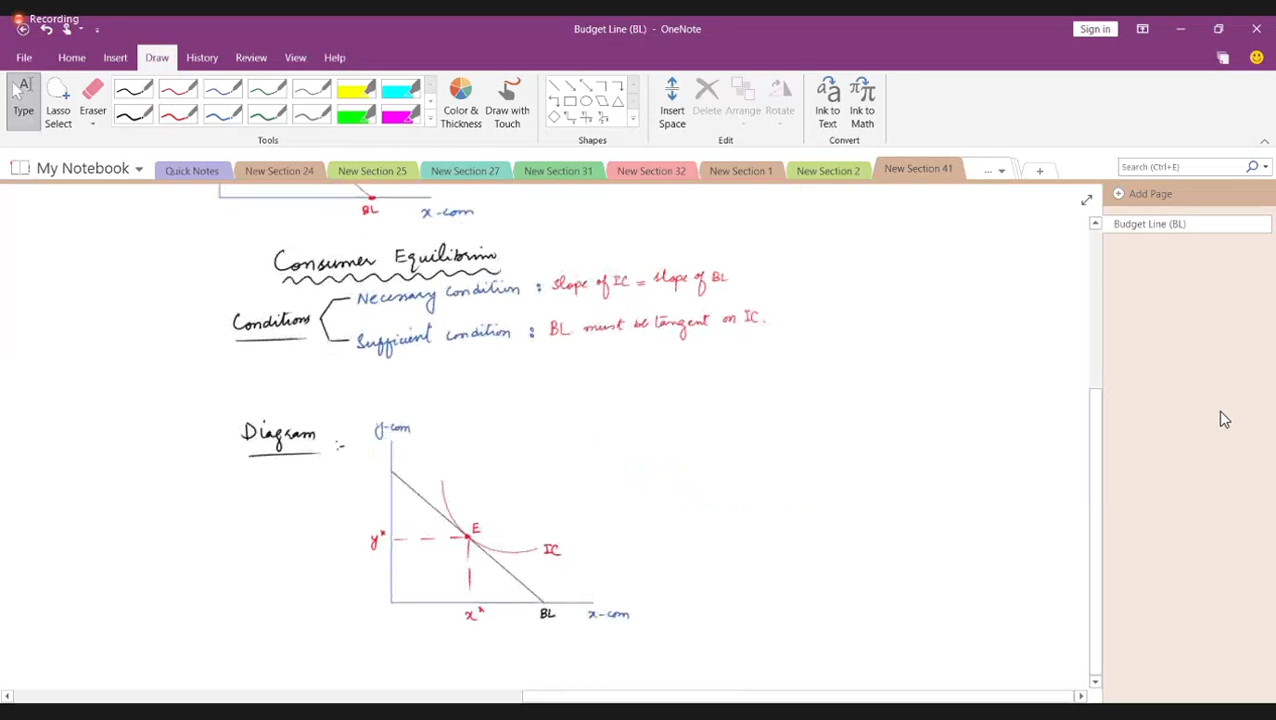 Recording
Budget Line (BL) - OneNote
Sign in
File Home Insert Draw History Review View Help
Type
Lasso Select
Eraser
Color & Thickness
Draw with Touch
Insert Space
Delete
Arrange
Rotate
Ink to Text
Ink to Math
Tools
Shapes
Edit
Convert
My Notebook
Quick Notes
New Section 24
New Section 25
New Section 27
New Section 31
New Section 32
New Section 1
New Section 2
New Section 41
...
Search (Ctrl+E)
Add Page
Budget Line (BL)
BL x-com
Consumer Equilibrim
Conditions
Necessary condition : Slope of IC = slope of BL
Sufficient condition : BL must be tangent on IC.
Diagram :-
y-com
E
y*
IC
x*
BL
x-com